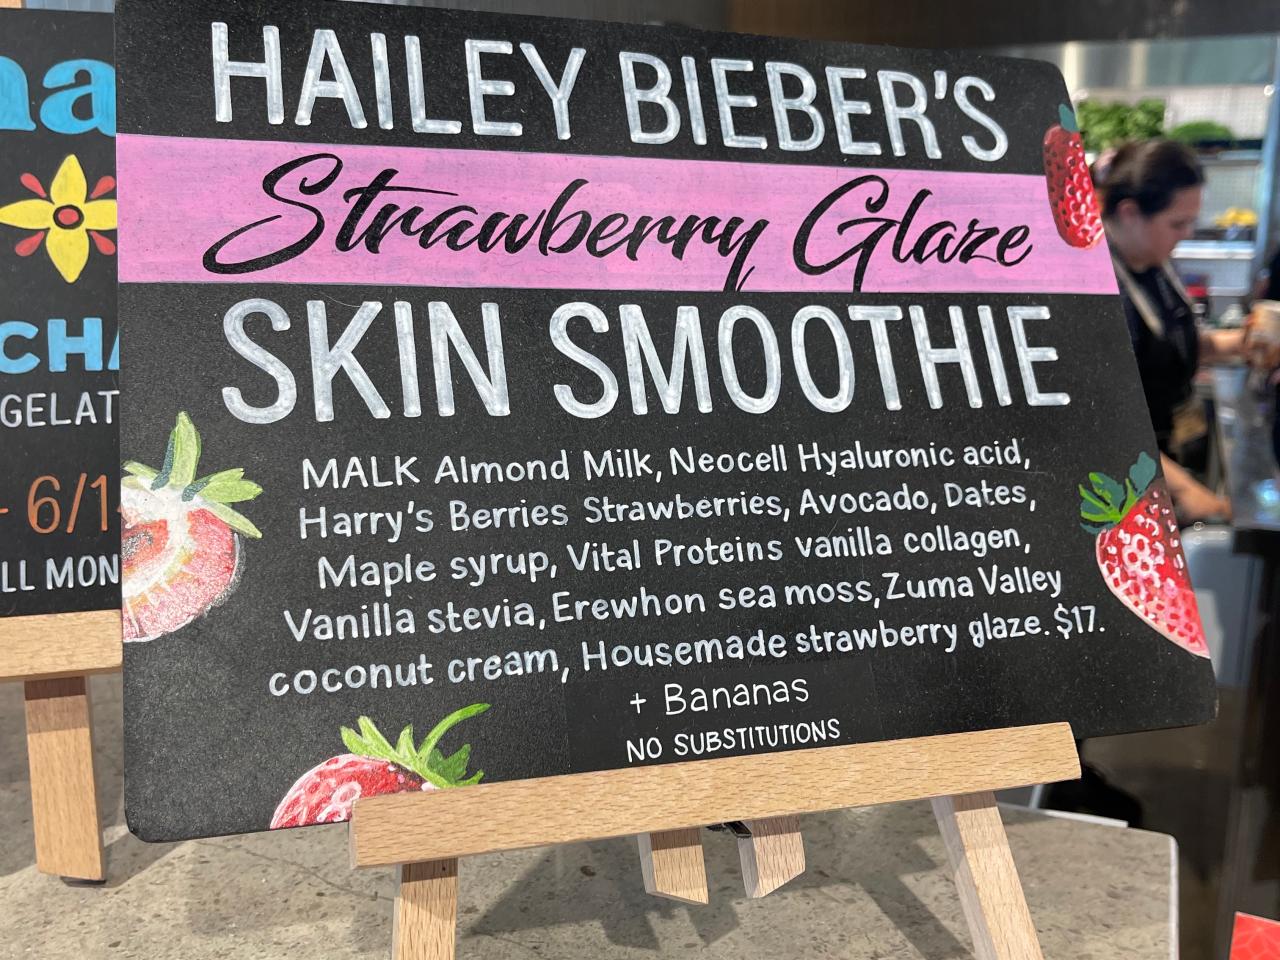 HAILEY BIEBER'S
Strawberry Glaze
SKIN SMOOTHIE
MALK Almond Milk, Neocell Hyaluronic acid,
Harry's Berries Strawberries, Avocado, Dates,
Maple syrup, Vital Proteins vanilla collagen,
Vanilla stevia, Erewhon sea moss, Zuma Valley
coconut cream, Housemade strawberry glaze. $17.
+ Bananas
NO SUBSTITUTIONS